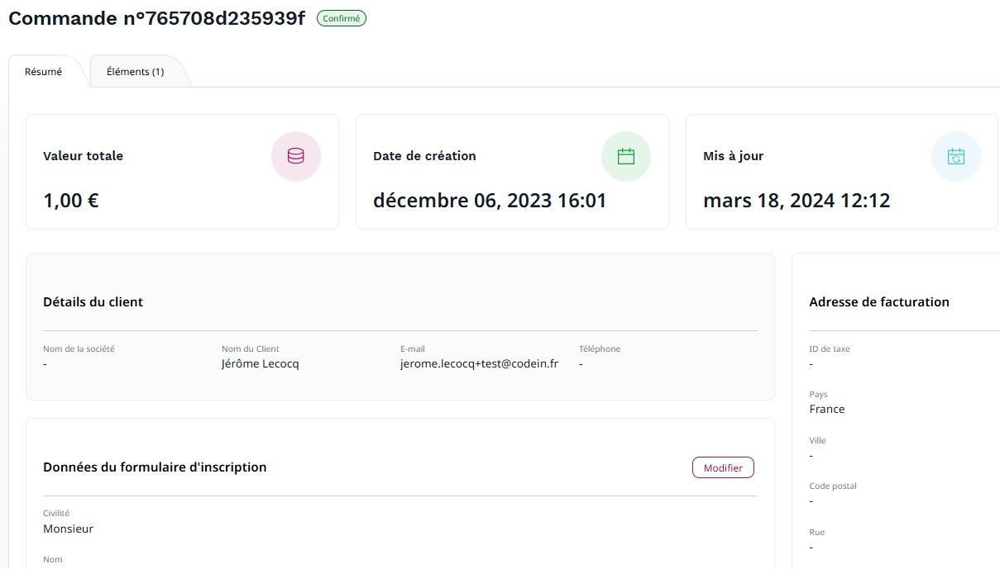 Commande n°765708d235939f Confirmé
Résumé Éléments (1)
Valeur totale
1,00 €
Date de création
décembre 06, 2023 16:01
Mis à jour
mars 18, 2024 12:12
Détails du client
Nom de la société
-
Nom du Client
Jérôme Lecocq
E-mail
jerome.lecocq+test@codein.fr
Téléphone
-
Données du formulaire d'inscription Modifier
Civilité
Monsieur
Nom
Adresse de facturation
ID de taxe
-
Pays
France
Ville
-
Code postal
-
Rue
-